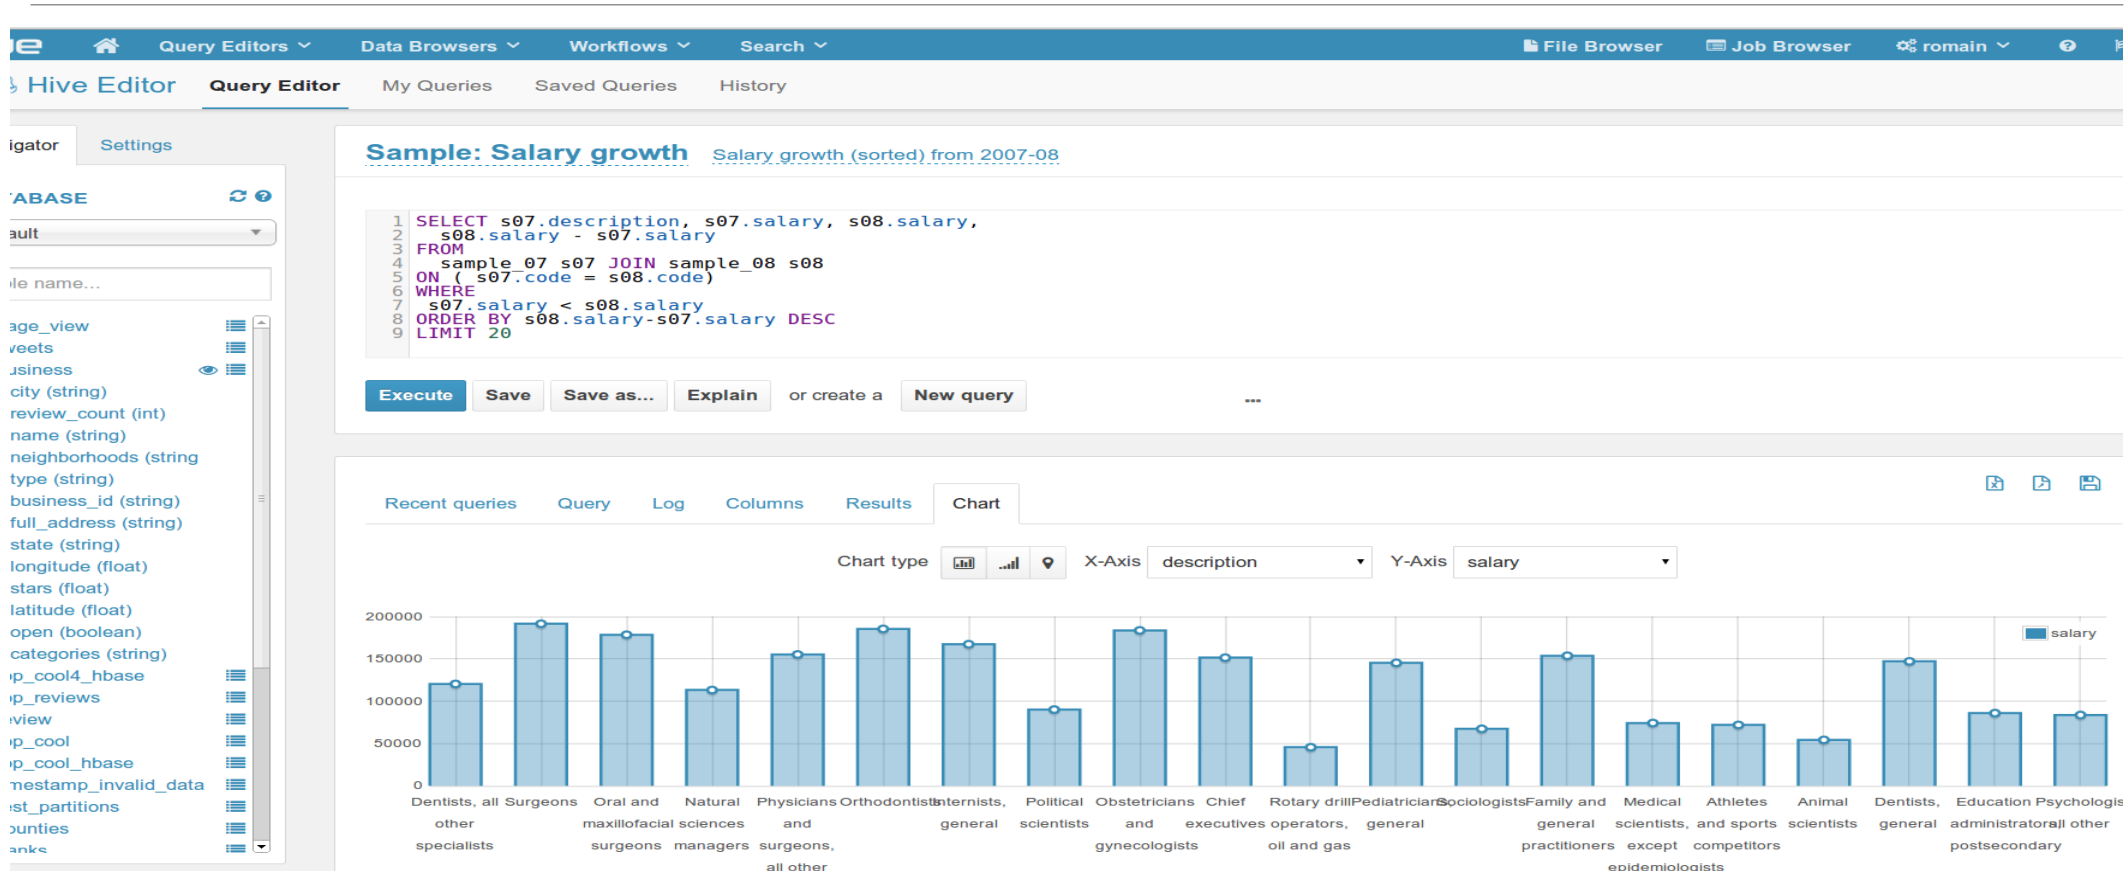 Query Editors Data Browsers Workflows Search File Browser Job Browser romain
Hive Editor Query Editor My Queries Saved Queries History
igator Settings
Sample: Salary growth Salary growth (sorted) from 2007-08
ABASE
ault
le name...
1 SELECT s07.description, s07.salary, s08.salary,
2 s08.salary - s07.salary
3 FROM
4 sample_07 s07 JOIN sample_08 s08
5 ON ( s07.code = s08.code)
6 WHERE
7 s07.salary < s08.salary
8 ORDER BY s08.salary-s07.salary DESC
9 LIMIT 20
Execute Save Save as... Explain or create a New query ...
age_view
eets
usiness
city (string)
review_count (int)
name (string)
neighborhoods (string
type (string)
business_id (string)
full_address (string)
state (string)
longitude (float)
stars (float)
latitude (float)
open (boolean)
categories (string)
op_cool4_hbase
op_reviews
eview
op_cool
op_cool_hbase
mestamp_invalid_data
est_partitions
ounties
anks
Recent queries Query Log Columns Results Chart
Chart type X-Axis description Y-Axis salary
salary
200000
150000
100000
50000
0
Dentists, all other specialists
Surgeons
Oral and maxillofacial surgeons
Natural sciences managers
Physicians and surgeons, all other
Orthodontists
Internists, general
Political scientists
Obstetricians and gynecologists
Chief executives
Rotary drill operators, oil and gas
Pediatricians, general
Sociologists
Family and general practitioners
Medical scientists, except epidemiologists
Athletes and sports competitors
Animal scientists
Dentists, general
Education administrators, postsecondary
Psychologis all other